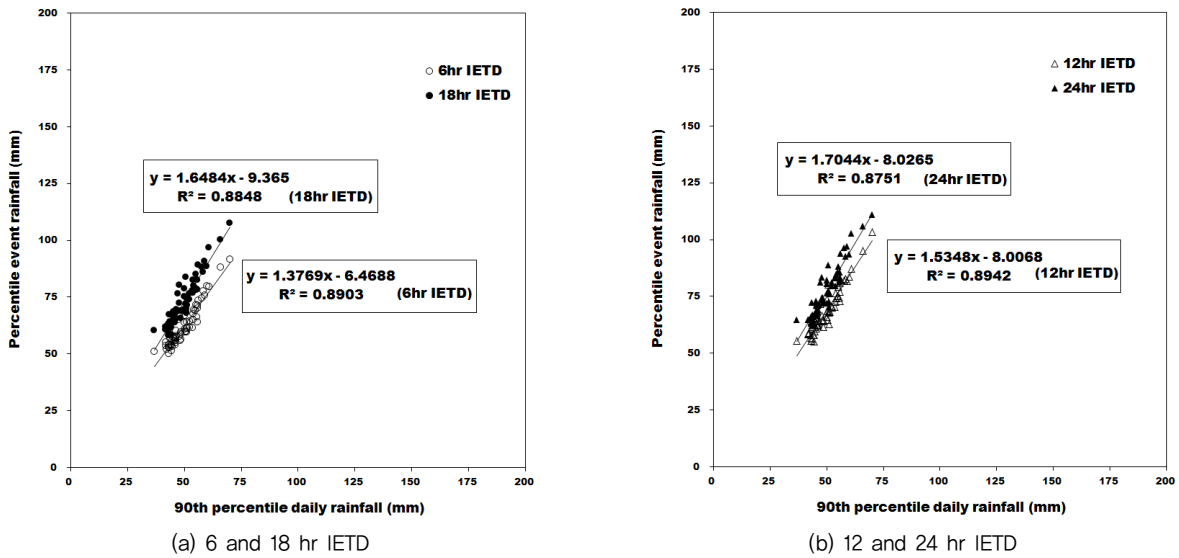 200
175
150
125
100
75
50
25
0
Percentile event rainfall (mm)
6hr IETD
18hr IETD
y = 1.6484x - 9.365
R² = 0.8848 (18hr IETD)
y = 1.3769x - 6.4688
R² = 0.8903 (6hr IETD)
0 25 50 75 100 125 150 175 200
90th percentile daily rainfall (mm)
(a) 6 and 18 hr IETD
200
175
150
125
100
75
50
25
0
Percentile event rainfall (mm)
12hr IETD
24hr IETD
y = 1.7044x - 8.0265
R² = 0.8751 (24hr IETD)
y = 1.5348x - 8.0068
R² = 0.8942 (12hr IETD)
0 25 50 75 100 125 150 175 200
90th percentile daily rainfall (mm)
(b) 12 and 24 hr IETD